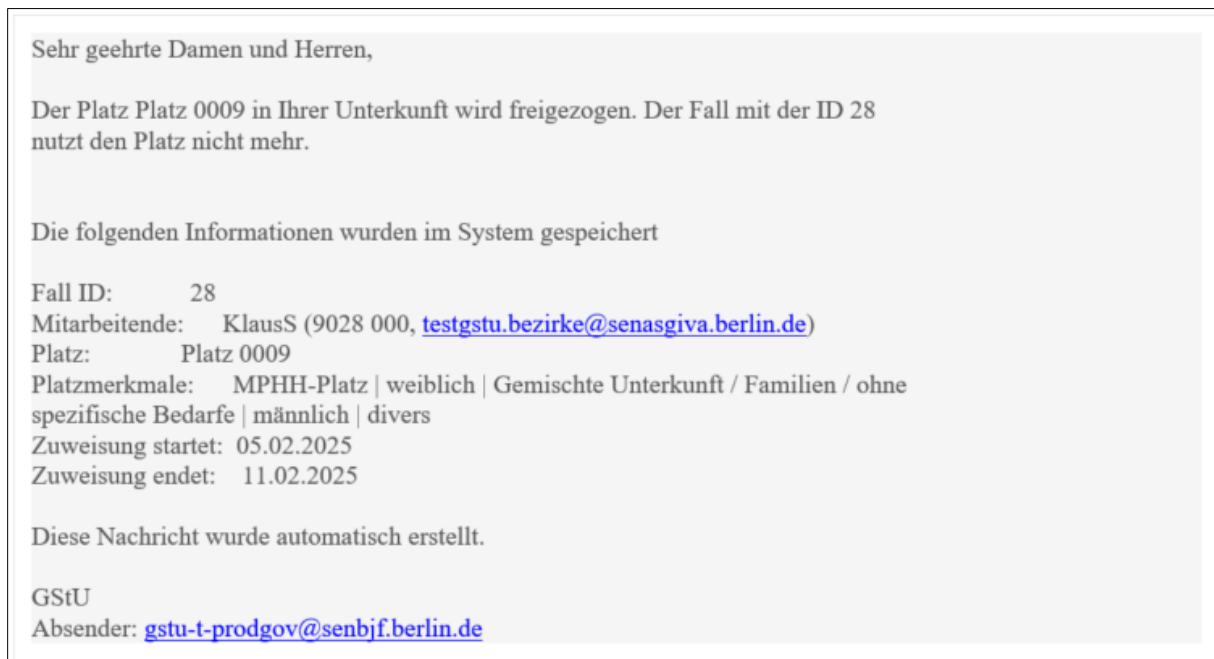 Sehr geehrte Damen und Herren,
Der Platz Platz 0009 in Ihrer Unterkunft wird freigezogen. Der Fall mit der ID 28
nutzt den Platz nicht mehr.
Die folgenden Informationen wurden im System gespeichert
Fall ID: 28
Mitarbeitende: KlausS (9028 000, testgstu.bezirke@senasgiva.berlin.de)
Platz: Platz 0009
Platzmerkmale: MPHH-Platz | weiblich | Gemischte Unterkunft / Familien / ohne
spezifische Bedarfe | männlich | divers
Zuweisung startet: 05.02.2025
Zuweisung endet: 11.02.2025
Diese Nachricht wurde automatisch erstellt.
GStU
Absender: gstu-t-prodgov@senbjf.berlin.de